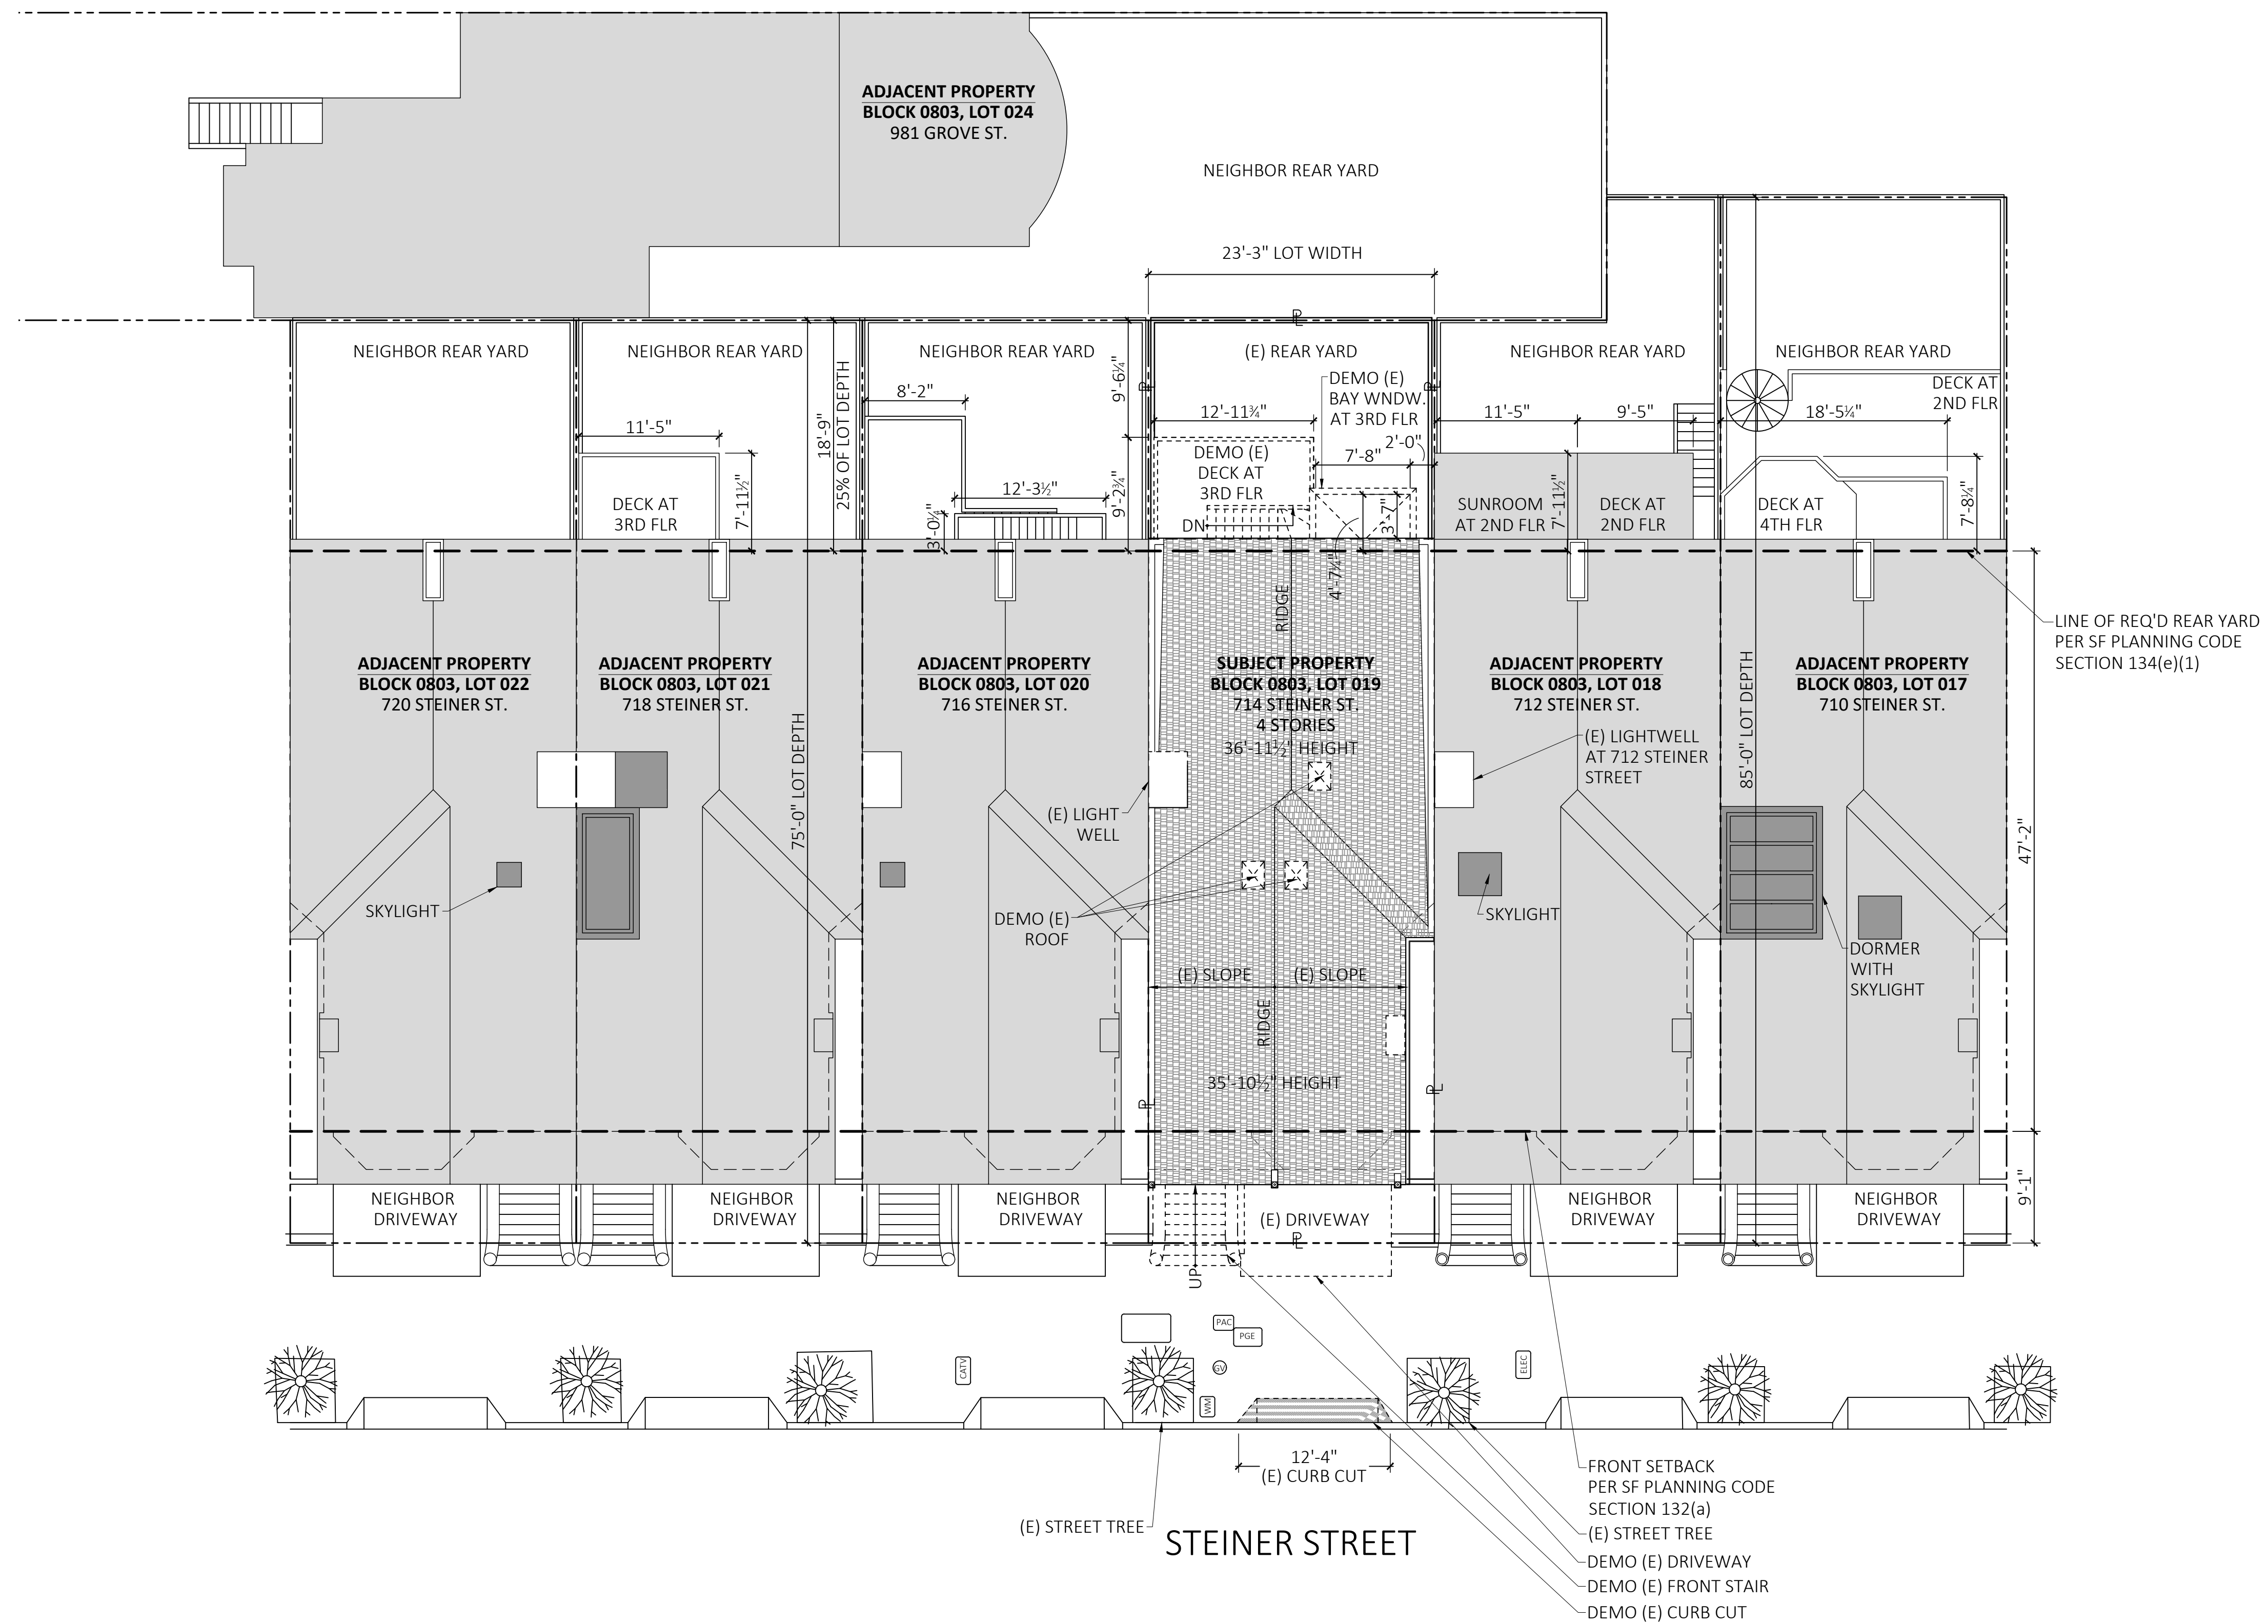 ADJACENT PROPERTY
BLOCK 0803, LOT 024
981 GROVE ST.
NEIGHBOR REAR YARD
23'-3" LOT WIDTH
PL
NEIGHBOR REAR YARD
NEIGHBOR REAR YARD
NEIGHBOR REAR YARD
(E) REAR YARD
NEIGHBOR REAR YARD
NEIGHBOR REAR YARD
18'-9"
25% OF LOT DEPTH
9'-6¼"
PL
PL
DEMO (E)
BAY WNDW.
AT 3RD FLR
DECK AT
2ND FLR
8'-2"
11'-5"
12'-11¾"
11'-5"
9'-5"
18'-5¼"
2'-0"
7'-8"
DEMO (E)
DECK AT
3RD FLR
DECK AT
3RD FLR
7'-11½"
12'-3½"
3'-0¼"
9'-2¾"
DN
3'-7"
4'-7¼"
SUNROOM
AT 2ND FLR
7'-11½"
DECK AT
2ND FLR
DECK AT
4TH FLR
7'-8¼"
RIDGE
LINE OF REQ'D REAR YARD
PER SF PLANNING CODE
SECTION 134(e)(1)
ADJACENT PROPERTY
BLOCK 0803, LOT 022
720 STEINER ST.
ADJACENT PROPERTY
BLOCK 0803, LOT 021
718 STEINER ST.
ADJACENT PROPERTY
BLOCK 0803, LOT 020
716 STEINER ST.
SUBJECT PROPERTY
BLOCK 0803, LOT 019
714 STEINER ST.
4 STORIES
36'-11½" HEIGHT
ADJACENT PROPERTY
BLOCK 0803, LOT 018
712 STEINER ST.
ADJACENT PROPERTY
BLOCK 0803, LOT 017
710 STEINER ST.
75'-0" LOT DEPTH
85'-0" LOT DEPTH
(E) LIGHTWELL
AT 712 STEINER
STREET
(E) LIGHT
WELL
47'-2"
SKYLIGHT
DEMO (E)
ROOF
SKYLIGHT
DORMER
WITH
SKYLIGHT
(E) SLOPE
(E) SLOPE
RIDGE
35'-10½" HEIGHT
PL
PL
NEIGHBOR
DRIVEWAY
NEIGHBOR
DRIVEWAY
NEIGHBOR
DRIVEWAY
(E) DRIVEWAY
NEIGHBOR
DRIVEWAY
NEIGHBOR
DRIVEWAY
9'-1"
PL
UP
PAC
PGE
GV
CATV
WM
ELEC
12'-4"
(E) CURB CUT
(E) STREET TREE
STEINER STREET
FRONT SETBACK
PER SF PLANNING CODE
SECTION 132(a)
(E) STREET TREE
DEMO (E) DRIVEWAY
DEMO (E) FRONT STAIR
DEMO (E) CURB CUT